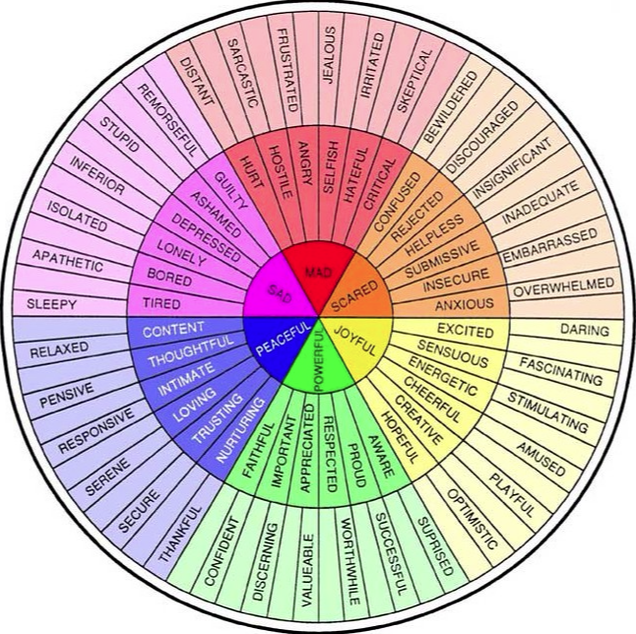 MAD
SCARED
JOYFUL
POWERFUL
PEACEFUL
SAD
HURT
HOSTILE
ANGRY
SELFISH
HATEFUL
CRITICAL
CONFUSED
REJECTED
HELPLESS
SUBMISSIVE
INSECURE
ANXIOUS
EXCITED
SENSUOUS
ENERGETIC
CHEERFUL
CREATIVE
HOPEFUL
AWARE
PROUD
RESPECTED
APPRECIATED
IMPORTANT
FAITHFUL
NURTURING
TRUSTING
LOVING
INTIMATE
THOUGHTFUL
CONTENT
TIRED
BORED
LONELY
DEPRESSED
ASHAMED
GUILTY
DISTANT
SARCASTIC
FRUSTRATED
JEALOUS
IRRITATED
SKEPTICAL
BEWILDERED
DISCOURAGED
INSIGNIFICANT
INADEQUATE
EMBARRASSED
OVERWHELMED
DARING
FASCINATING
STIMULATING
AMUSED
PLAYFUL
OPTIMISTIC
SUPRISED
SUCCESSFUL
WORTHWHILE
VALUEABLE
DISCERNING
CONFIDENT
THANKFUL
SECURE
SERENE
RESPONSIVE
PENSIVE
RELAXED
SLEEPY
APATHETIC
ISOLATED
INFERIOR
STUPID
REMORSEFUL